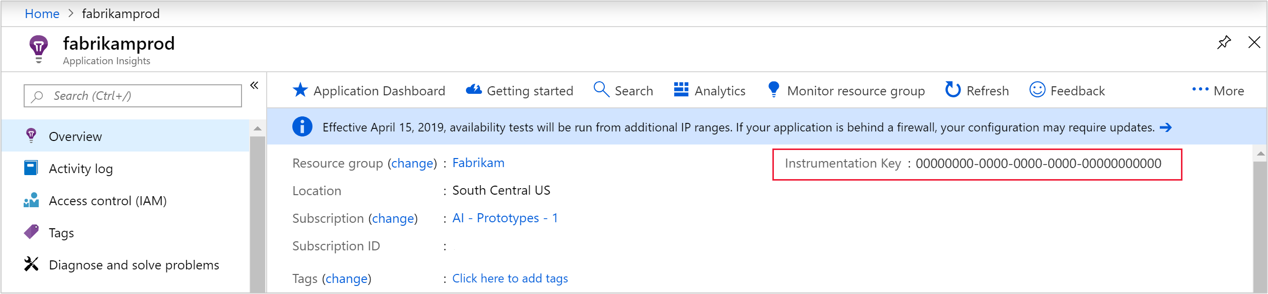 Home > fabrikamprod
fabrikamprod
Application Insights
Search (Ctrl+/)
«
Overview
Activity log
Access control (IAM)
Tags
Diagnose and solve problems
Application Dashboard Getting started Search Analytics Monitor resource group Refresh Feedback ··· More
Effective April 15, 2019, availability tests will be run from additional IP ranges. If your application is behind a firewall, your configuration may require updates. →
Resource group (change) : Fabrikam
Instrumentation Key : 00000000-0000-0000-0000-00000000000
Location : South Central US
Subscription (change) : AI - Prototypes - 1
Subscription ID :
Tags (change) : Click here to add tags